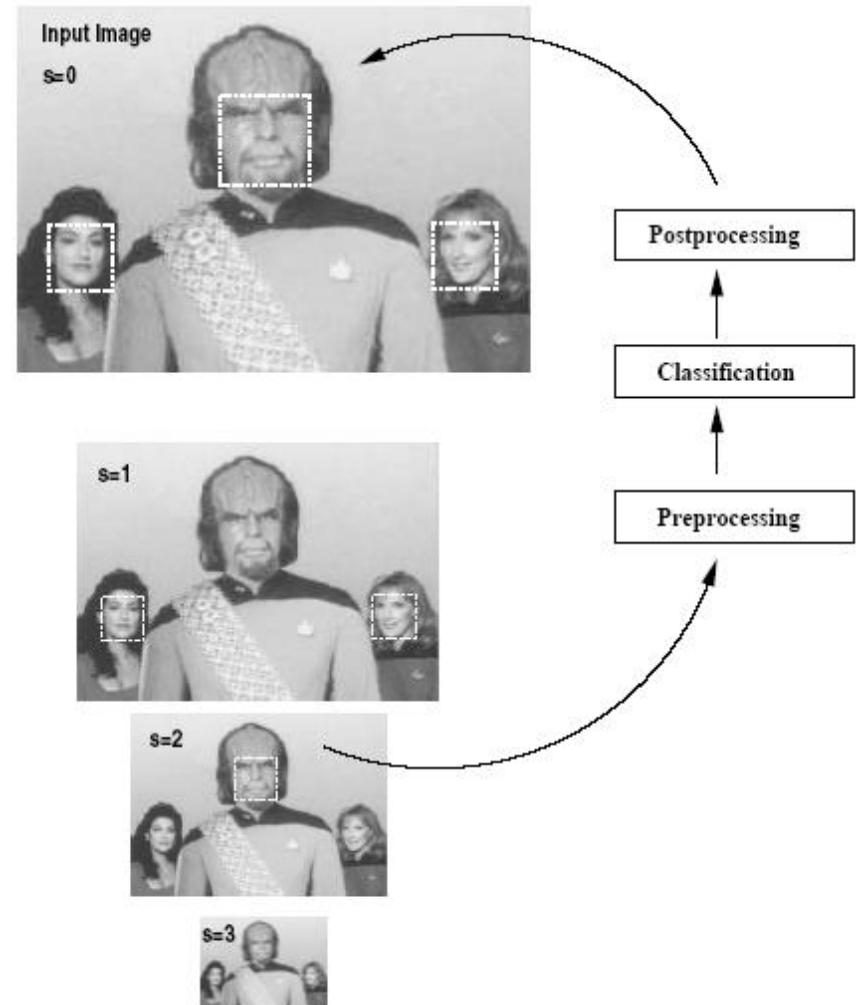 Input Image
s=0
Postprocessing
Classification
Preprocessing
s=1
s=2
s=3